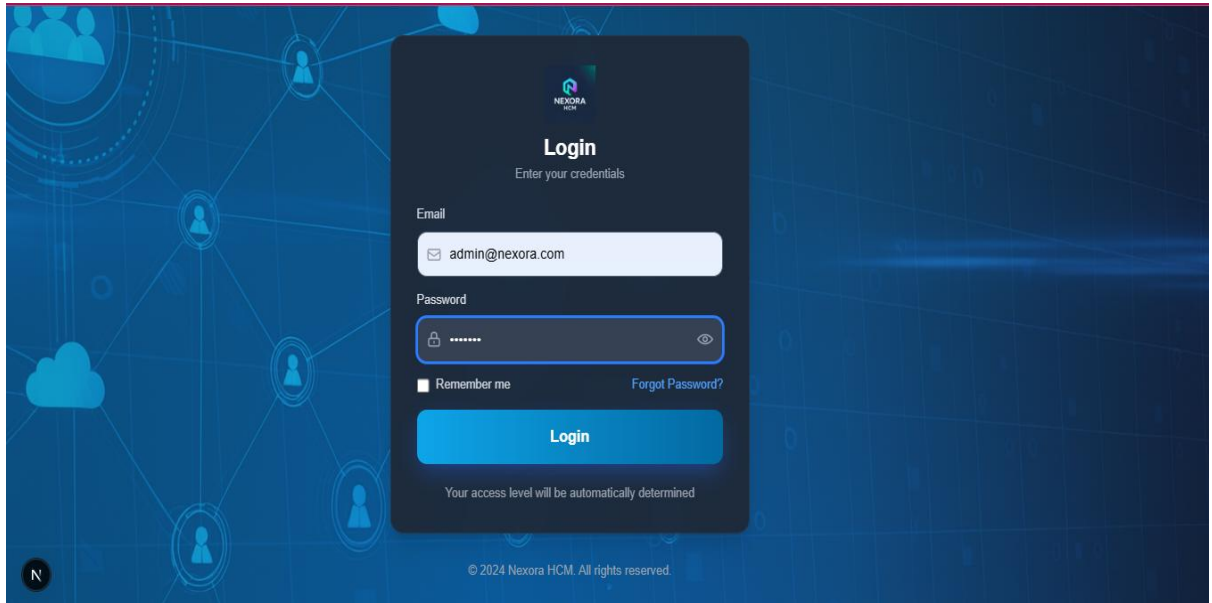 NEXORA
HCM
Login
Enter your credentials
Email
admin@nexora.com
Password
•••••••
Remember me
Forgot Password?
Login
Your access level will be automatically determined
© 2024 Nexora HCM. All rights reserved.
N